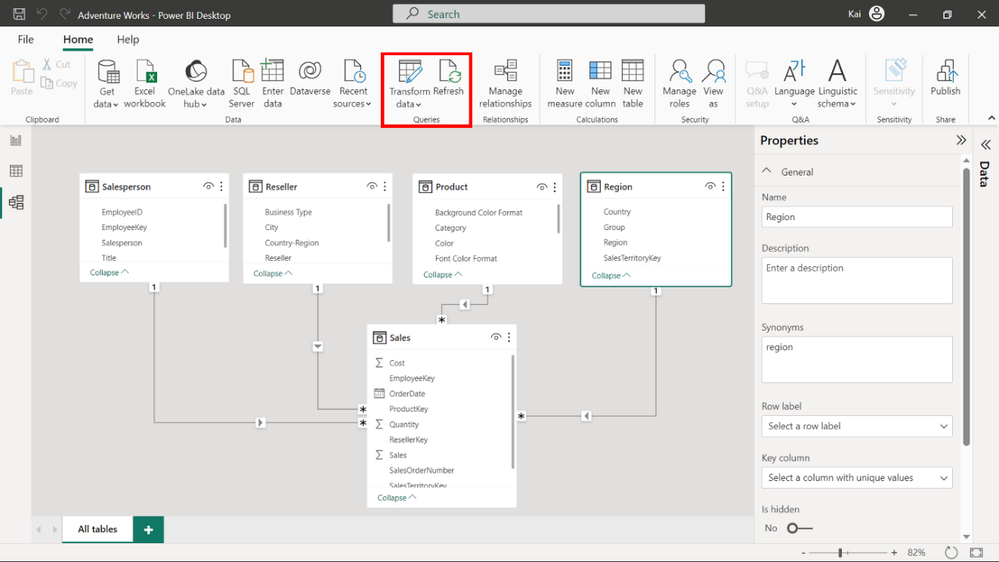 Adventure Works - Power BI Desktop
Search
Kai
File
Home
Help
Paste
Cut
Copy
Clipboard
Get
data
Excel
workbook
OneLake data
hub
SQL
Server
Enter
data
Dataverse
Recent
sources
Data
Transform
data
Refresh
Queries
Manage
relationships
Relationships
New
measure
New
column
New
table
Calculations
Manage
roles
View
as
Security
Q&A
setup
Language
Linguistic
schema
Q&A
Sensitivity
Sensitivity
Publish
Share
Salesperson
EmployeeID
EmployeeKey
Salesperson
Title
Collapse
1
Reseller
Business Type
City
Country-Region
Reseller
Collapse
1
Product
Background Color Format
Category
Color
Font Color Format
Collapse
1
Region
Country
Group
Region
SalesTerritoryKey
Collapse
1
*
*
*
*
Sales
Cost
EmployeeKey
OrderDate
ProductKey
Quantity
ResellerKey
Sales
SalesOrderNumber
SalesTerritoryKey
Collapse
Properties
General
Name
Region
Description
Enter a description
Synonyms
region
Row label
Select a row label
Key column
Select a column with unique values
Is hidden
No
Data
All tables
+
- + 82%